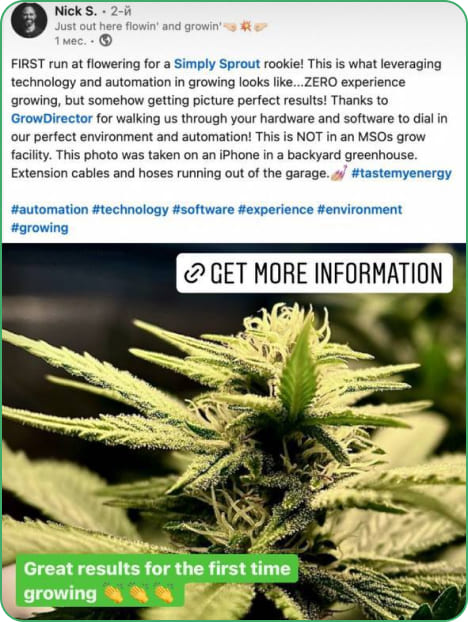 Nick S. • 2-й
Just out here flowin' and growin'🤜🏼💥🤛🏼
1 мес. •
FIRST run at flowering for a Simply Sprout rookie! This is what leveraging
technology and automation in growing looks like...ZERO experience
growing, but somehow getting picture perfect results! Thanks to
GrowDirector for walking us through your hardware and software to dial in
our perfect environment and automation! This is NOT in an MSOs grow
facility. This photo was taken on an iPhone in a backyard greenhouse.
Extension cables and hoses running out of the garage.💅🏼 #tastemyenergy
#automation #technology #software #experience #environment
#growing
GET MORE INFORMATION
Great results for the first time
growing 👏👏👏